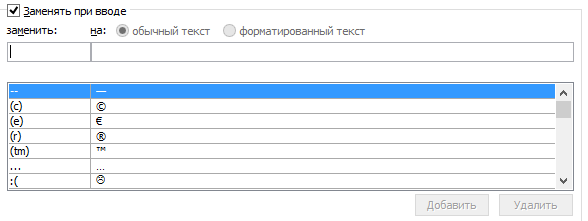 Заменять при вводе
заменить: на: обычный текст форматированный текст
-- —
(c) ©
(e) €
(r) ®
(tm) ™
... …
:( ☹
Добавить Удалить